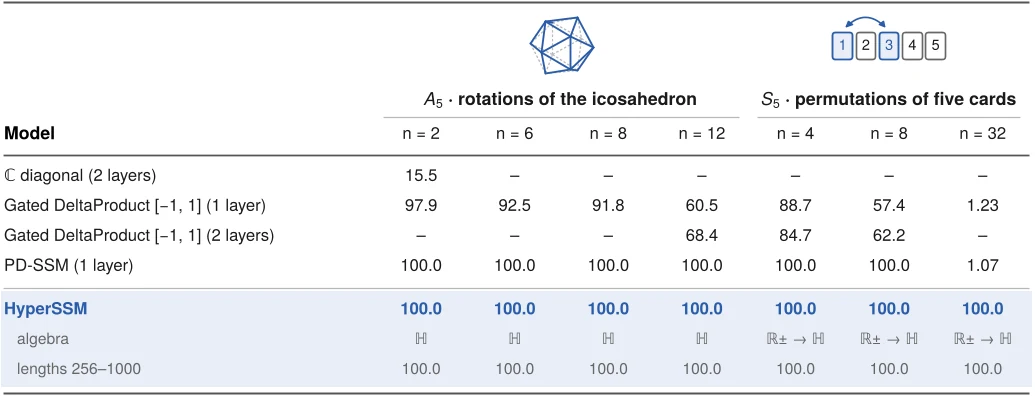 1 2 3 4 5
A₅ · rotations of the icosahedron S₅ · permutations of five cards
Model n = 2 n = 6 n = 8 n = 12 n = 4 n = 8 n = 32
ℂ diagonal (2 layers) 15.5 – – – – – –
Gated DeltaProduct [−1, 1] (1 layer) 97.9 92.5 91.8 60.5 88.7 57.4 1.23
Gated DeltaProduct [−1, 1] (2 layers) – – – 68.4 84.7 62.2 –
PD-SSM (1 layer) 100.0 100.0 100.0 100.0 100.0 100.0 1.07
HyperSSM 100.0 100.0 100.0 100.0 100.0 100.0 100.0
algebra ℍ ℍ ℍ ℍ ℝ± → ℍ ℝ± → ℍ ℝ± → ℍ
lengths 256–1000 100.0 100.0 100.0 100.0 100.0 100.0 100.0